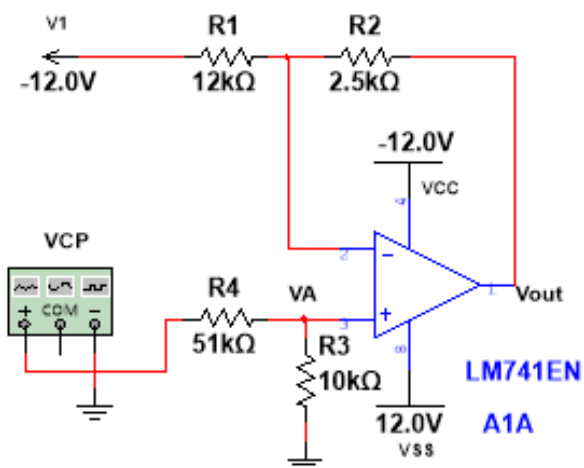 V1
R1
R2
-12.0V
12kΩ
2.5kΩ
-12.0V
VCC
4
VCP
2
-
R4
VA
1
Vout
+ COM -
3
+
51kΩ
R3
8
LM741EN
10kΩ
12.0V
A1A
VSS